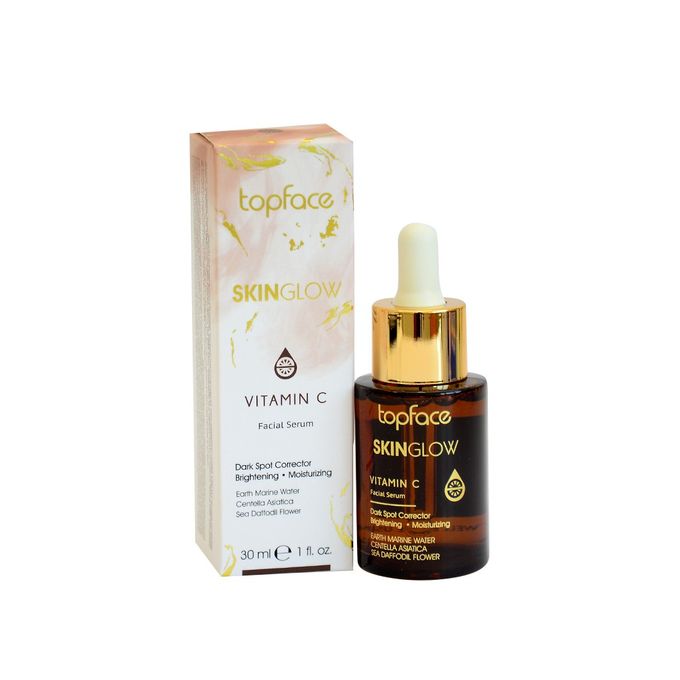 topface
SKINGLOW
VITAMIN C
Facial Serum
Dark Spot Corrector
Brightening • Moisturizing
Earth Marine Water
Centella Asiatica
Sea Daffodil Flower
30 ml ℮ 1 fl. oz.
topface
SKINGLOW
VITAMIN C
Facial Serum
Dark Spot Corrector
Brightening • Moisturizing
EARTH MARINE WATER
CENTELLA ASIATICA
SEA DAFFODIL FLOWER